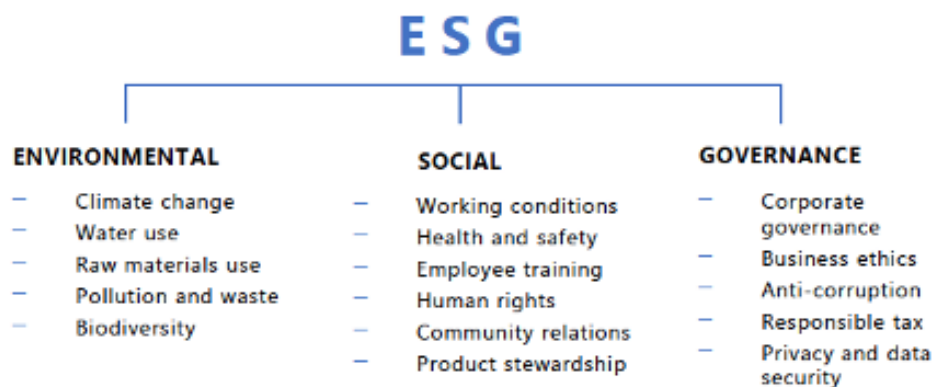 E S G
ENVIRONMENTAL
– Climate change
– Water use
– Raw materials use
– Pollution and waste
– Biodiversity
SOCIAL
– Working conditions
– Health and safety
– Employee training
– Human rights
– Community relations
– Product stewardship
GOVERNANCE
– Corporate
governance
– Business ethics
– Anti-corruption
– Responsible tax
– Privacy and data
security